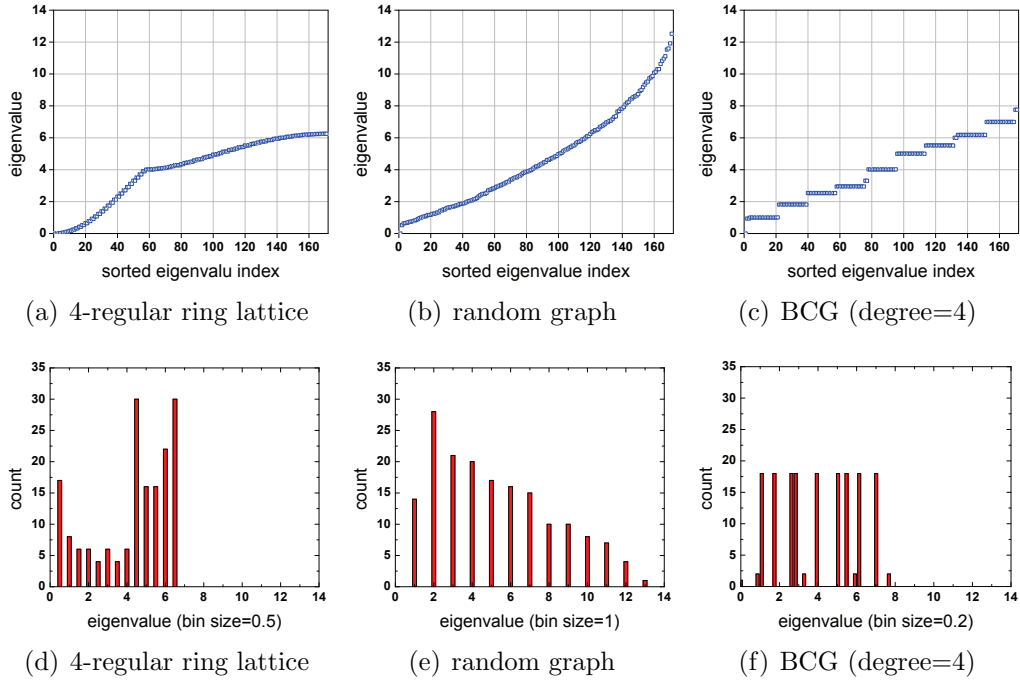 14
12
10
8
6
4
2
0
eigenvalue
0 20 40 60 80 100 120 140 160
sorted eigenvalu index
(a) 4-regular ring lattice
14
12
10
8
6
4
2
0
eigenvalue
0 20 40 60 80 100 120 140 160
sorted eigenvalue index
(b) random graph
14
12
10
8
6
4
2
0
eigenvalue
0 20 40 60 80 100 120 140 160
sorted eigenvalue index
(c) BCG (degree=4)
35
30
25
20
15
10
5
0
count
0 2 4 6 8 10 12 14
eigenvalue (bin size=0.5)
(d) 4-regular ring lattice
35
30
25
20
15
10
5
0
count
0 2 4 6 8 10 12 14
eigenvalue (bin size=1)
(e) random graph
35
30
25
20
15
10
5
0
count
0 2 4 6 8 10 12 14
eigenvalue (bin size=0.2)
(f) BCG (degree=4)